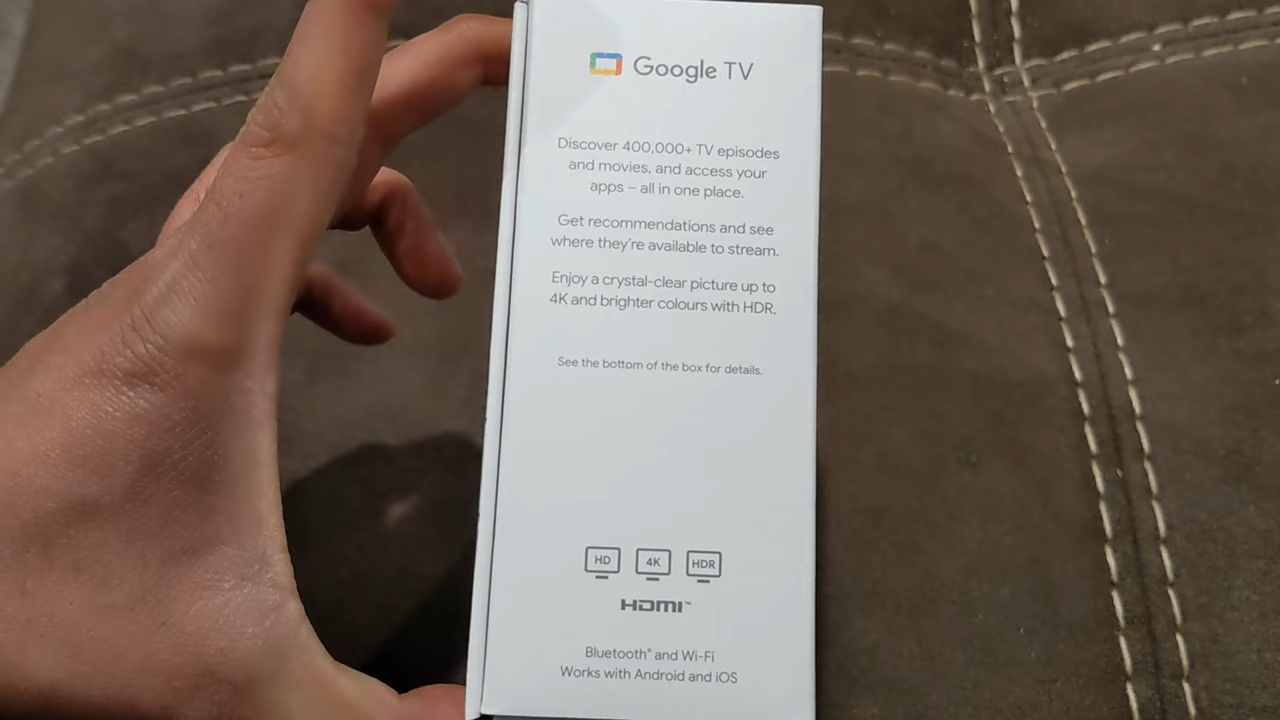 Google TV
Discover 400,000+ TV episodes
and movies, and access your
apps – all in one place.
Get recommendations and see
where they're available to stream.
Enjoy a crystal-clear picture up to
4K and brighter colours with HDR.
See the bottom of the box for details.
HD 4K HDR
HDMI™
Bluetooth® and Wi-Fi
Works with Android and iOS